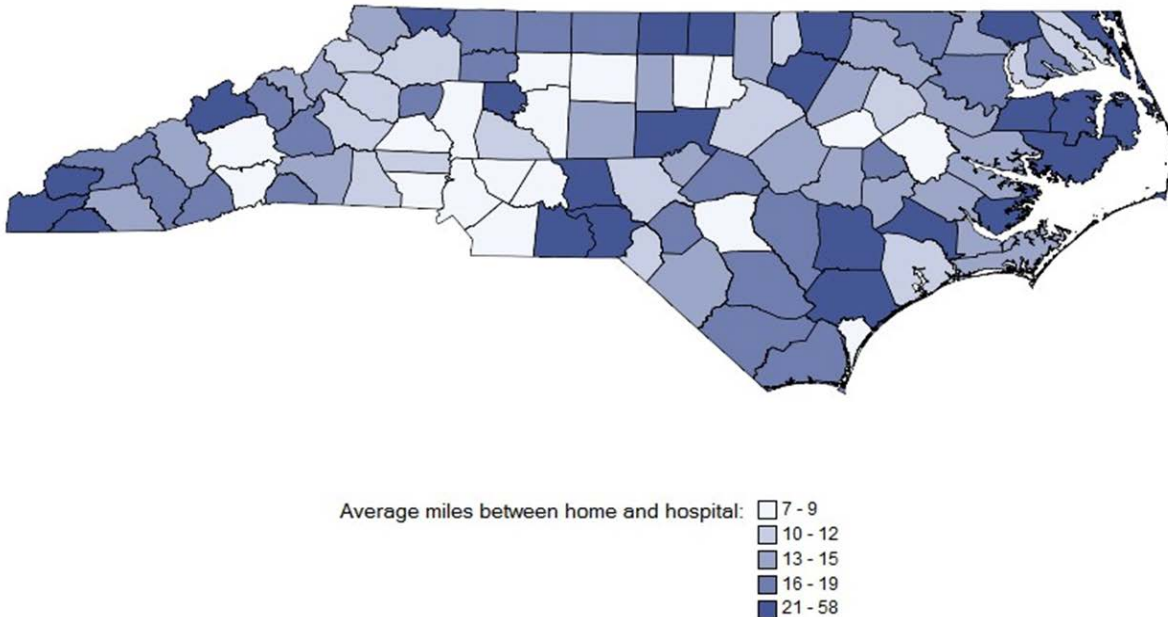 Average miles between home and hospital:
7 - 9
10 - 12
13 - 15
16 - 19
21 - 58